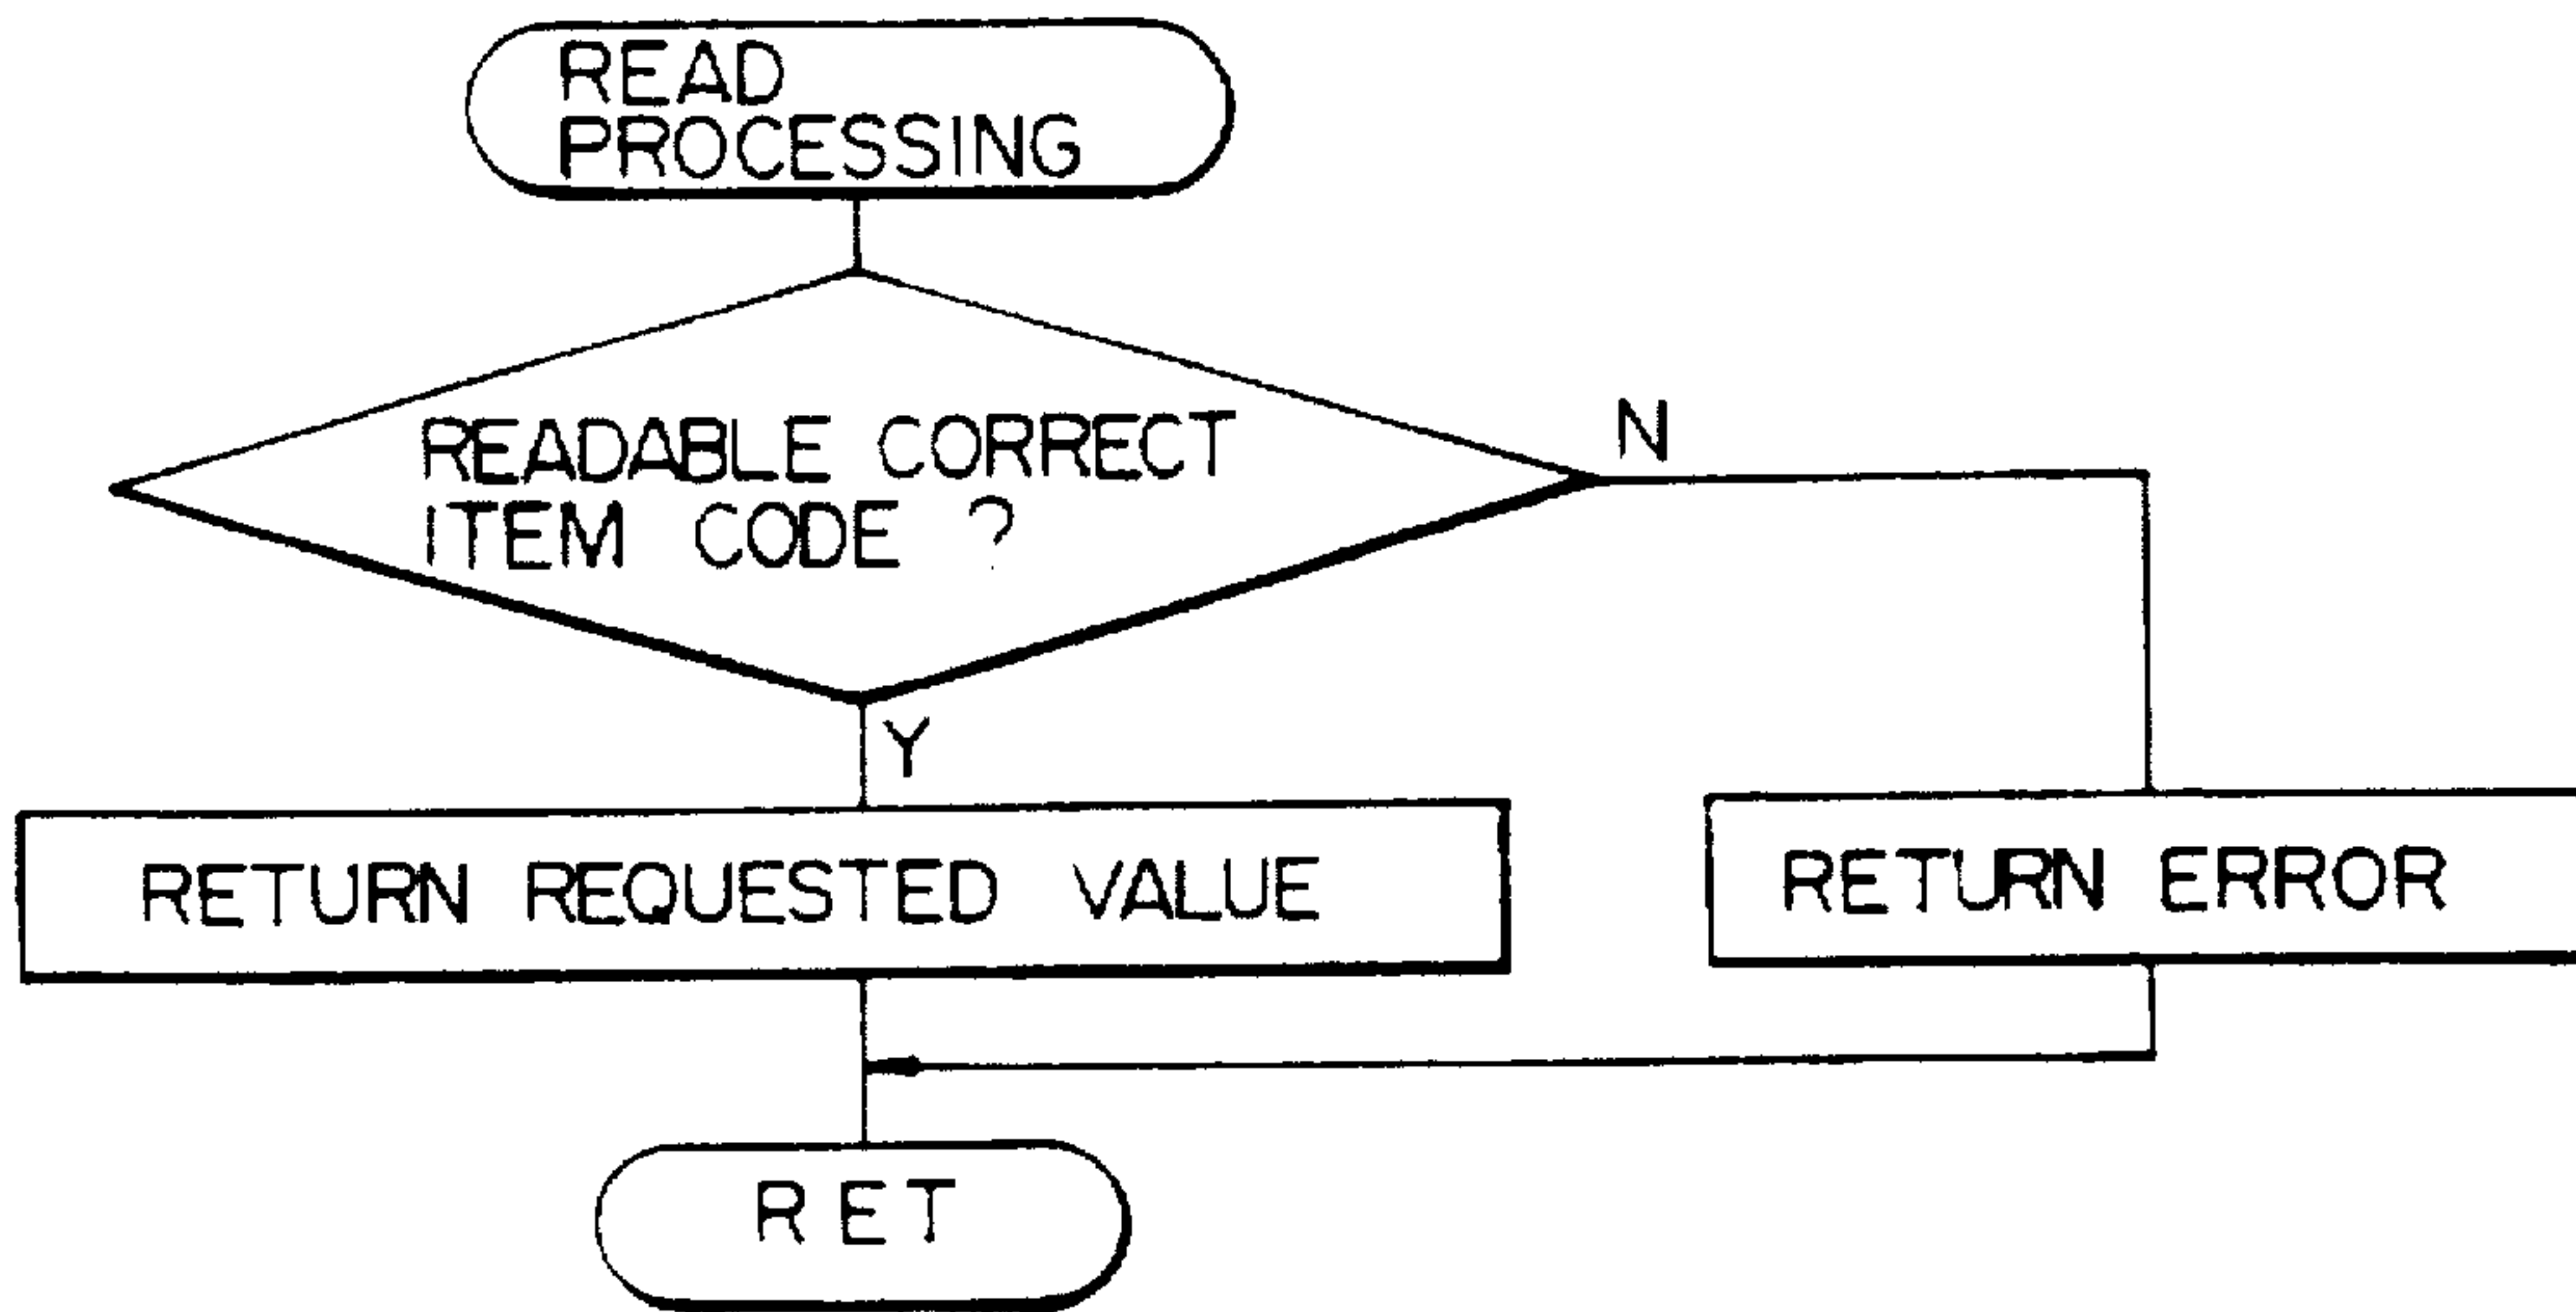 READ
PROCESSING
READABLE CORRECT
ITEM CODE ?
N
Y
RETURN REQUESTED VALUE
RETURN ERROR
RET